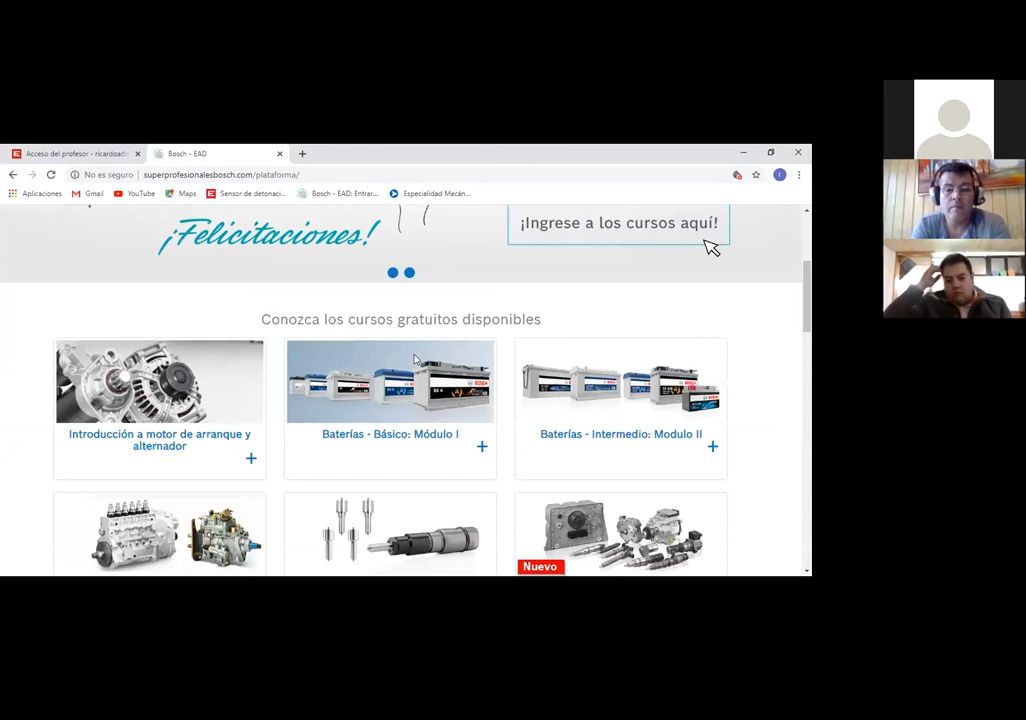 Acceso del profesor - ricardoade
Bosch - EAD
No es seguro
superprofesionalesbosch.com/plataforma/
Aplicaciones
Gmail
YouTube
Maps
Sensor de detonaci...
Bosch - EAD: Entrar...
Especialidad Mecán...
¡Felicitaciones!
¡Ingrese a los cursos aquí!
Conozca los cursos gratuitos disponibles
Introducción a motor de arranque y
alternador
Baterías - Básico: Módulo I
Baterías - Intermedio: Modulo II
Nuevo